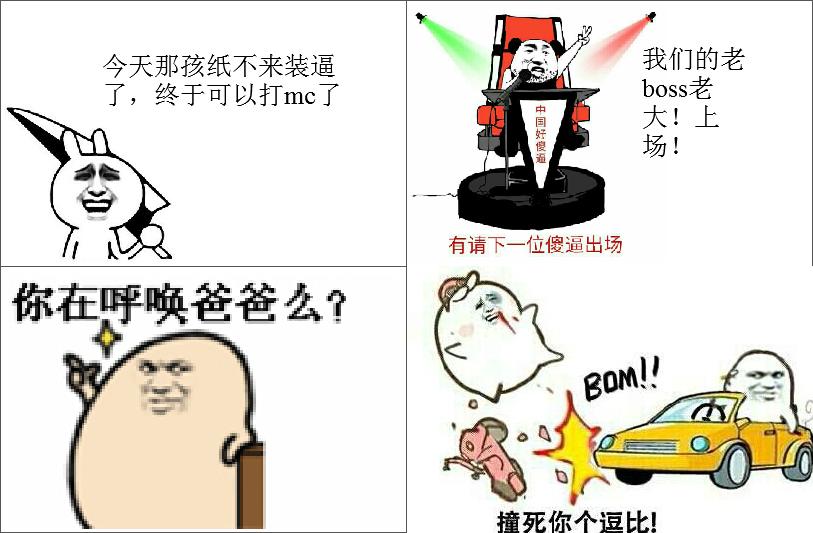 今天那孩纸不来装逼
了，终于可以打mc了
我们的老
boss老
大！上
场！
中国好傻逼
有请下一位傻逼出场
你在呼唤爸爸么？
BOM!!
撞死你个逗比!